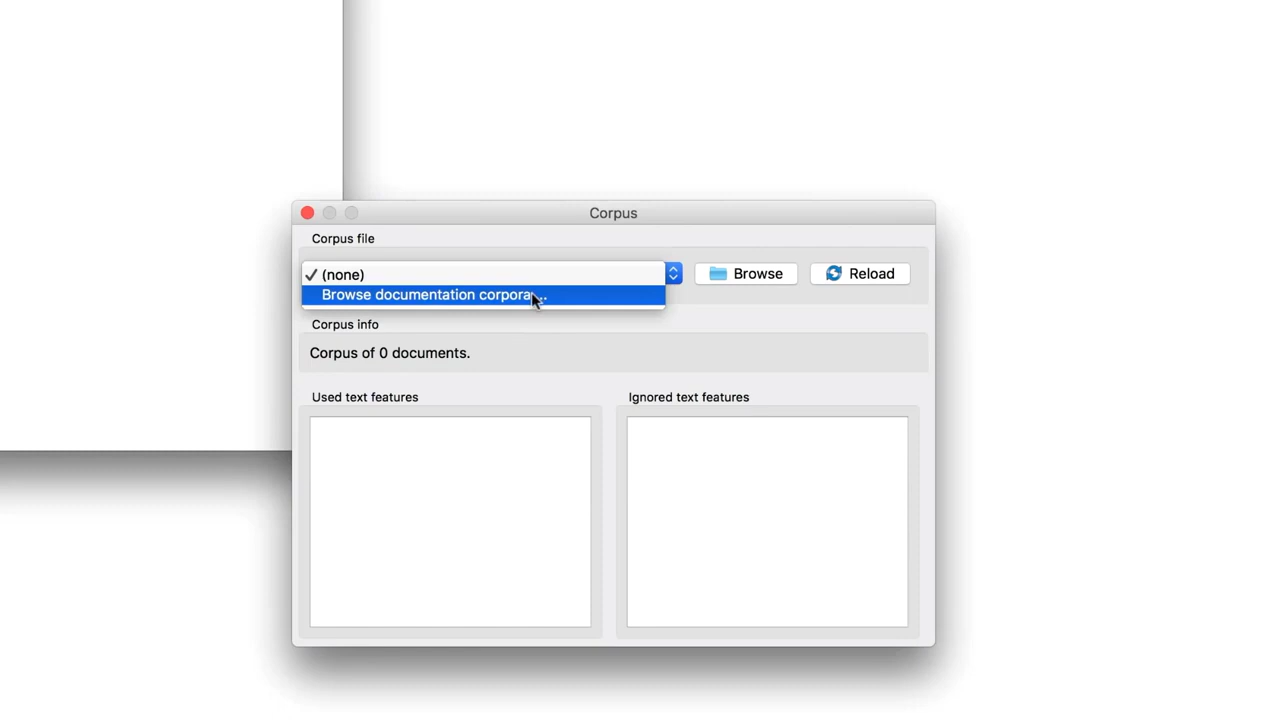 Corpus
Corpus file
✓ (none)
Browse Reload
Browse documentation corpora ...
Corpus info
Corpus of 0 documents.
Used text features Ignored text features